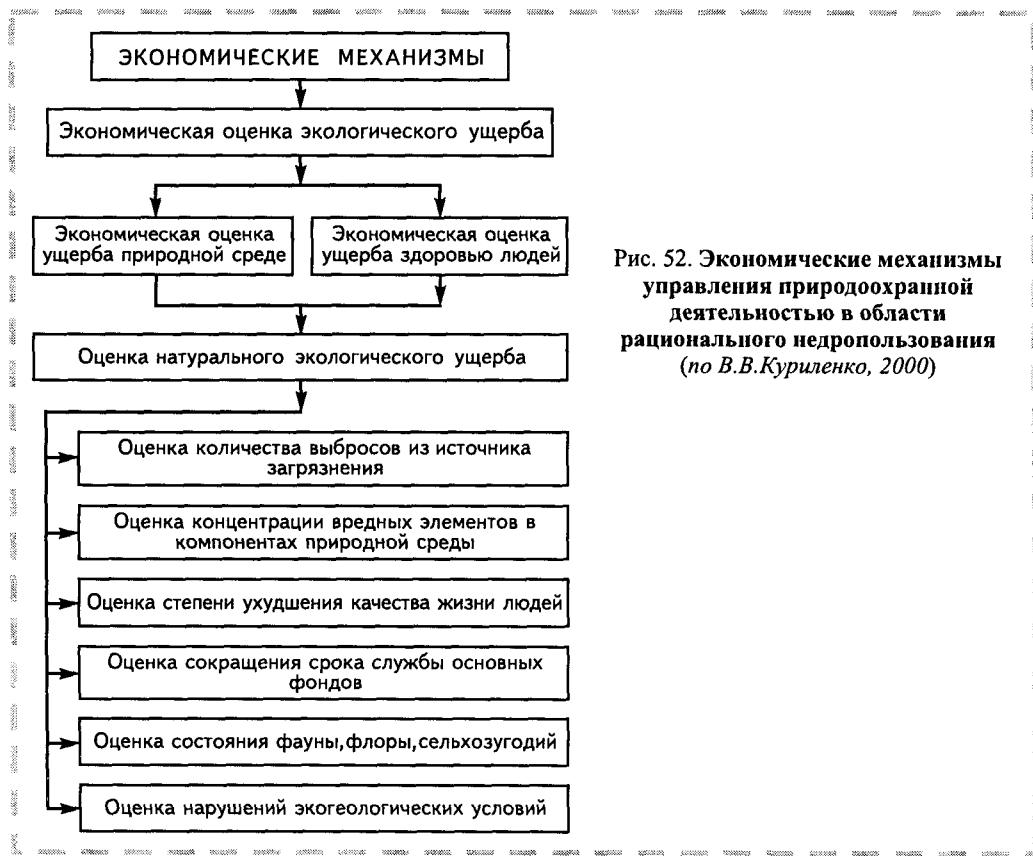 ЭКОНОМИЧЕСКИЕ МЕХАНИЗМЫ
Экономическая оценка экологического ущерба
Экономическая оценка
ущерба природной среде
Экономическая оценка
ущерба здоровью людей
Оценка натурального экологического ущерба
Оценка количества выбросов из источника
загрязнения
Оценка концентрации вредных элементов в
компонентах природной среды
Оценка степени ухудшения качества жизни людей
Оценка сокращения срока службы основных
фондов
Оценка состояния фауны,флоры,сельхозугодий
Оценка нарушений экогеологических условий
Рис. 52. Экономические механизмы
управления природоохранной
деятельностью в области
рационального недропользования
(по В.В.Куриленко, 2000)